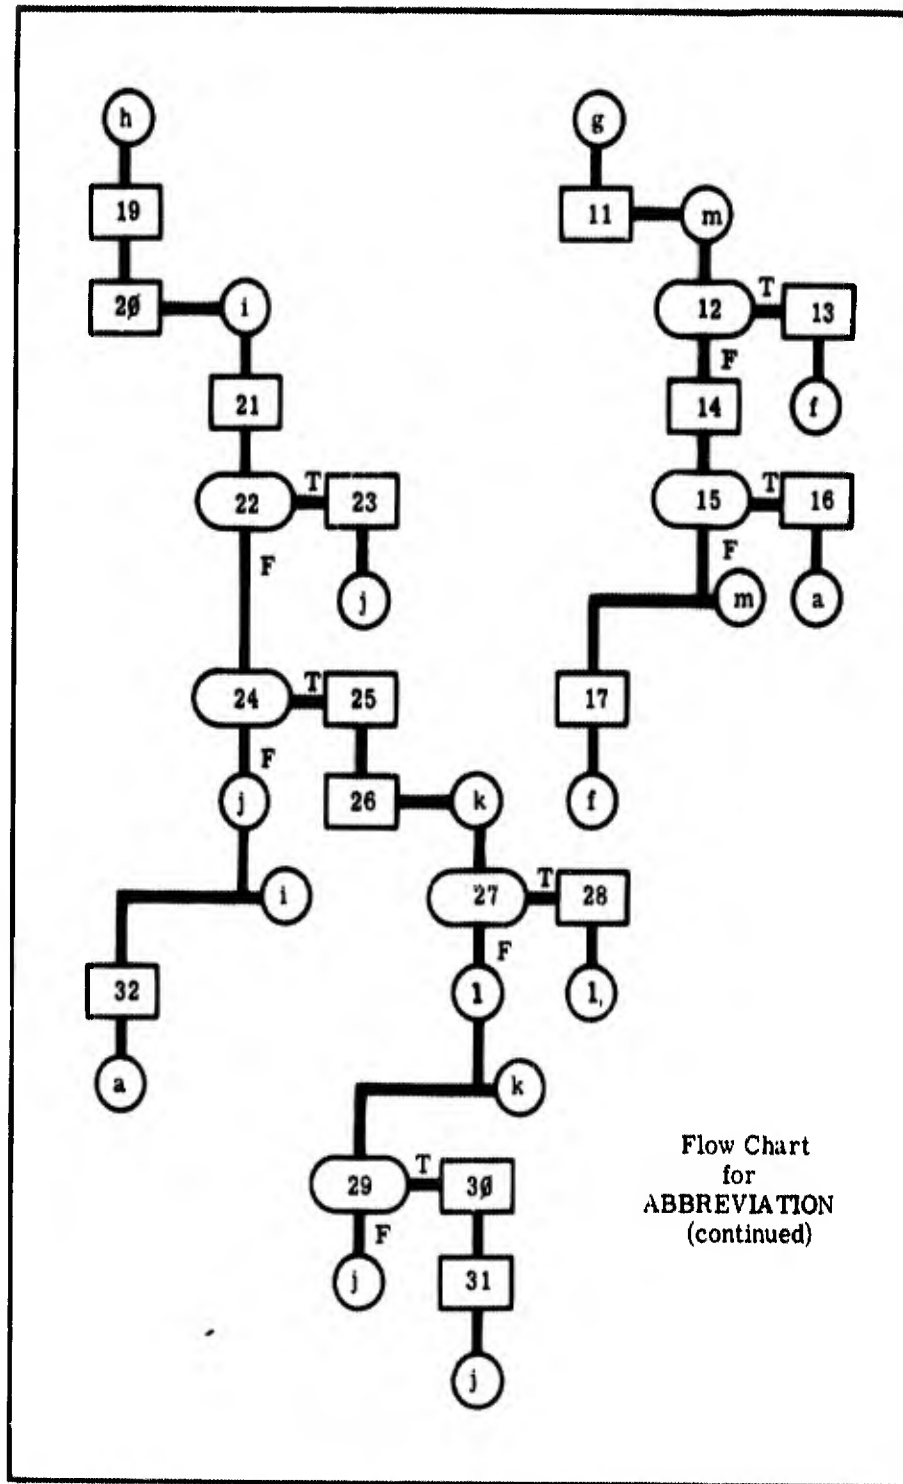 h
g
19
11
m
20
i
12
T
13
F
21
14
f
22
T
23
15
T
16
F
F
j
m
a
24
T
25
17
F
j
26
k
f
i
27
T
28
F
32
l
l,
a
k
29
T
30
F
j
31
j
Flow Chart
for
ABBREVIATION
(continued)